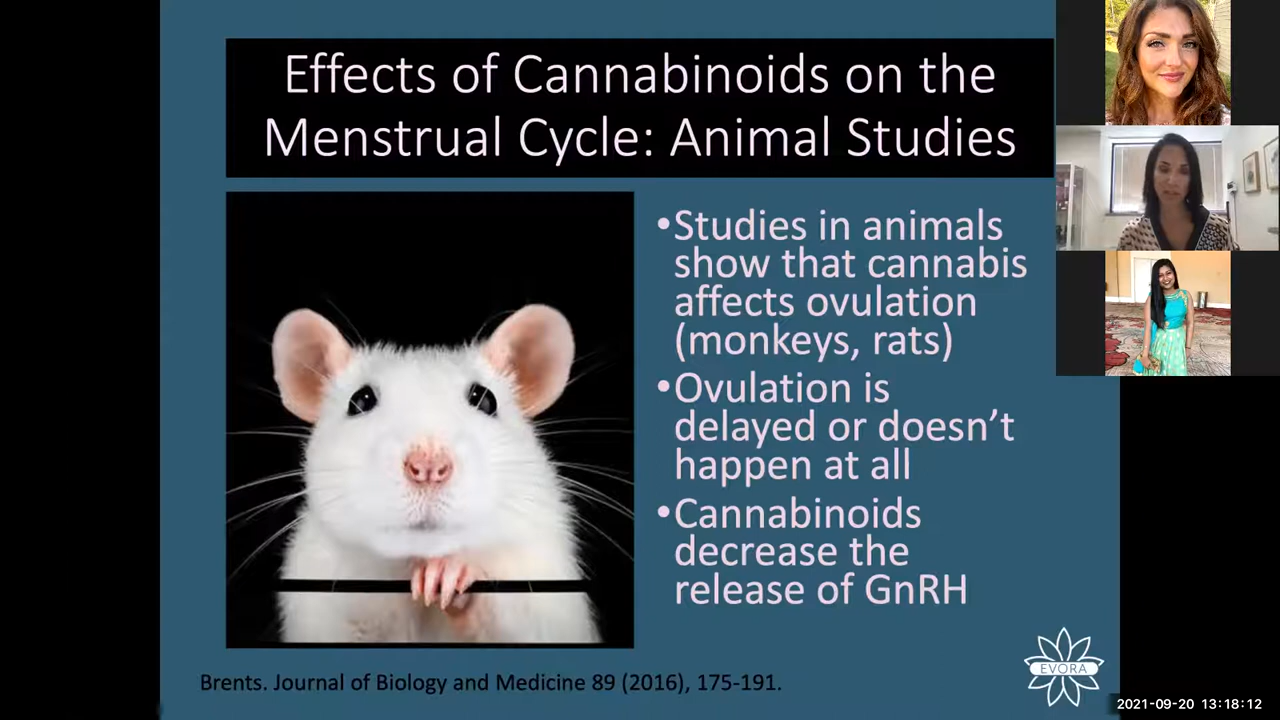 Effects of Cannabinoids on the
Menstrual Cycle: Animal Studies
•Studies in animals
show that cannabis
affects ovulation
(monkeys, rats)
•Ovulation is
delayed or doesn’t
happen at all
•Cannabinoids
decrease the
release of GnRH
Brents. Journal of Biology and Medicine 89 (2016), 175-191.
EVORA
2021-09-20 13:18:12